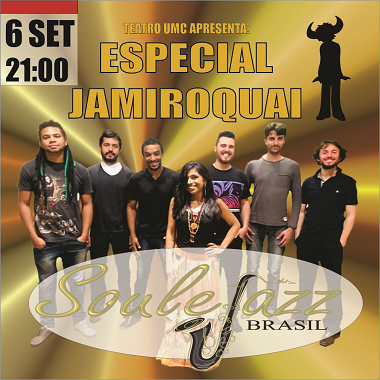 6 SET
21:00
TEATRO UMC APRESENTA:
ESPECIAL
JAMIROQUAI
Soul e Jazz
BRASIL